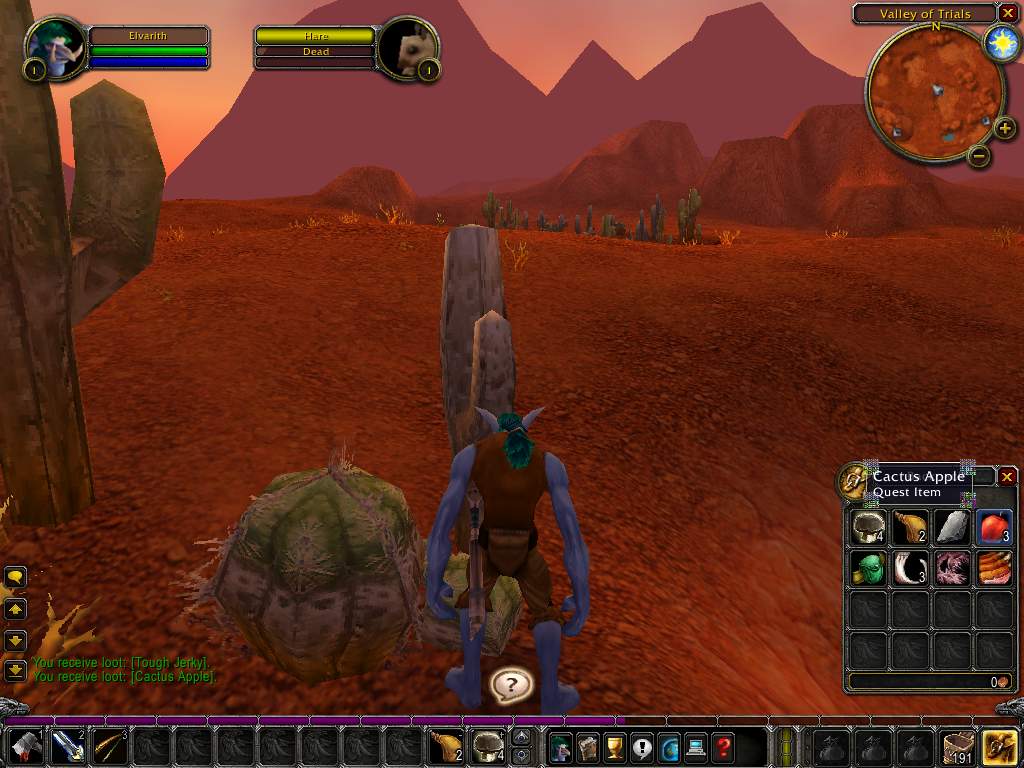 Elvarith
1
Hare
Dead
1
Valley of Trials
N
Cactus Apple
Quest Item
4
2
3
3
0
You receive loot: [Tough Jerky].
You receive loot: [Cactus Apple].
?
2
3
2
4
!
?
191